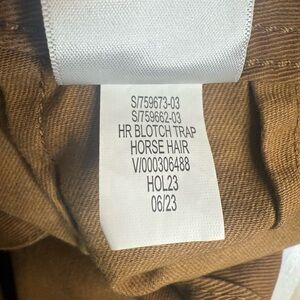 S/759673-03
S/759662-03
HR BLOTCH TRAP
HORSE HAIR
V/000306488
HOL23
06/23